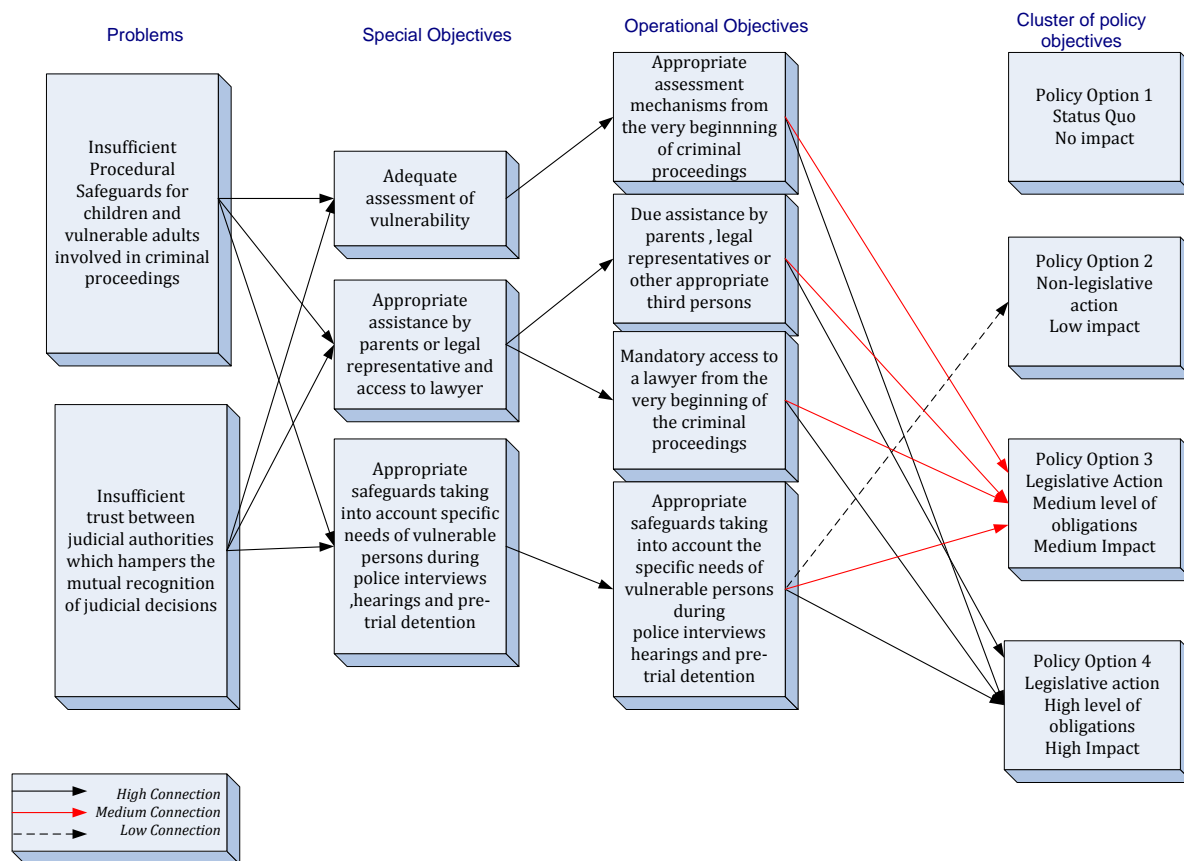 Problems
Special Objectives
Operational Objectives
Cluster of policy
objectives
Insufficient
Procedural
Safeguards for
children and
vulnerable adults
involved in criminal
proceedings
Insufficient
trust between
judicial authorities
which hampers the
mutual recognition
of judicial decisions
Adequate
assessment of
vulnerability
Appropriate
assistance by
parents or legal
representative and
access to lawyer
Appropriate
safeguards taking
into account specific
needs of vulnerable
persons during
police interviews
,hearings and pre-
trial detention
Appropriate
assessment
mechanisms from
the very beginnning
of criminal
proceedings
Due assistance by
parents , legal
representatives or
other appropriate
third persons
Mandatory access to
a lawyer from the
very beginning of
the criminal
proceedings
Appropriate
safeguards taking
into account the
specific needs of
vulnerable persons
during
police interviews
hearings and pre-
trial detention
Policy Option 1
Status Quo
No impact
Policy Option 2
Non-legislative
action
Low impact
Policy Option 3
Legislative Action
Medium level of
obligations
Medium Impact
Policy Option 4
Legislative action
High level of
obligations
High Impact
High Connection
Medium Connection
Low Connection